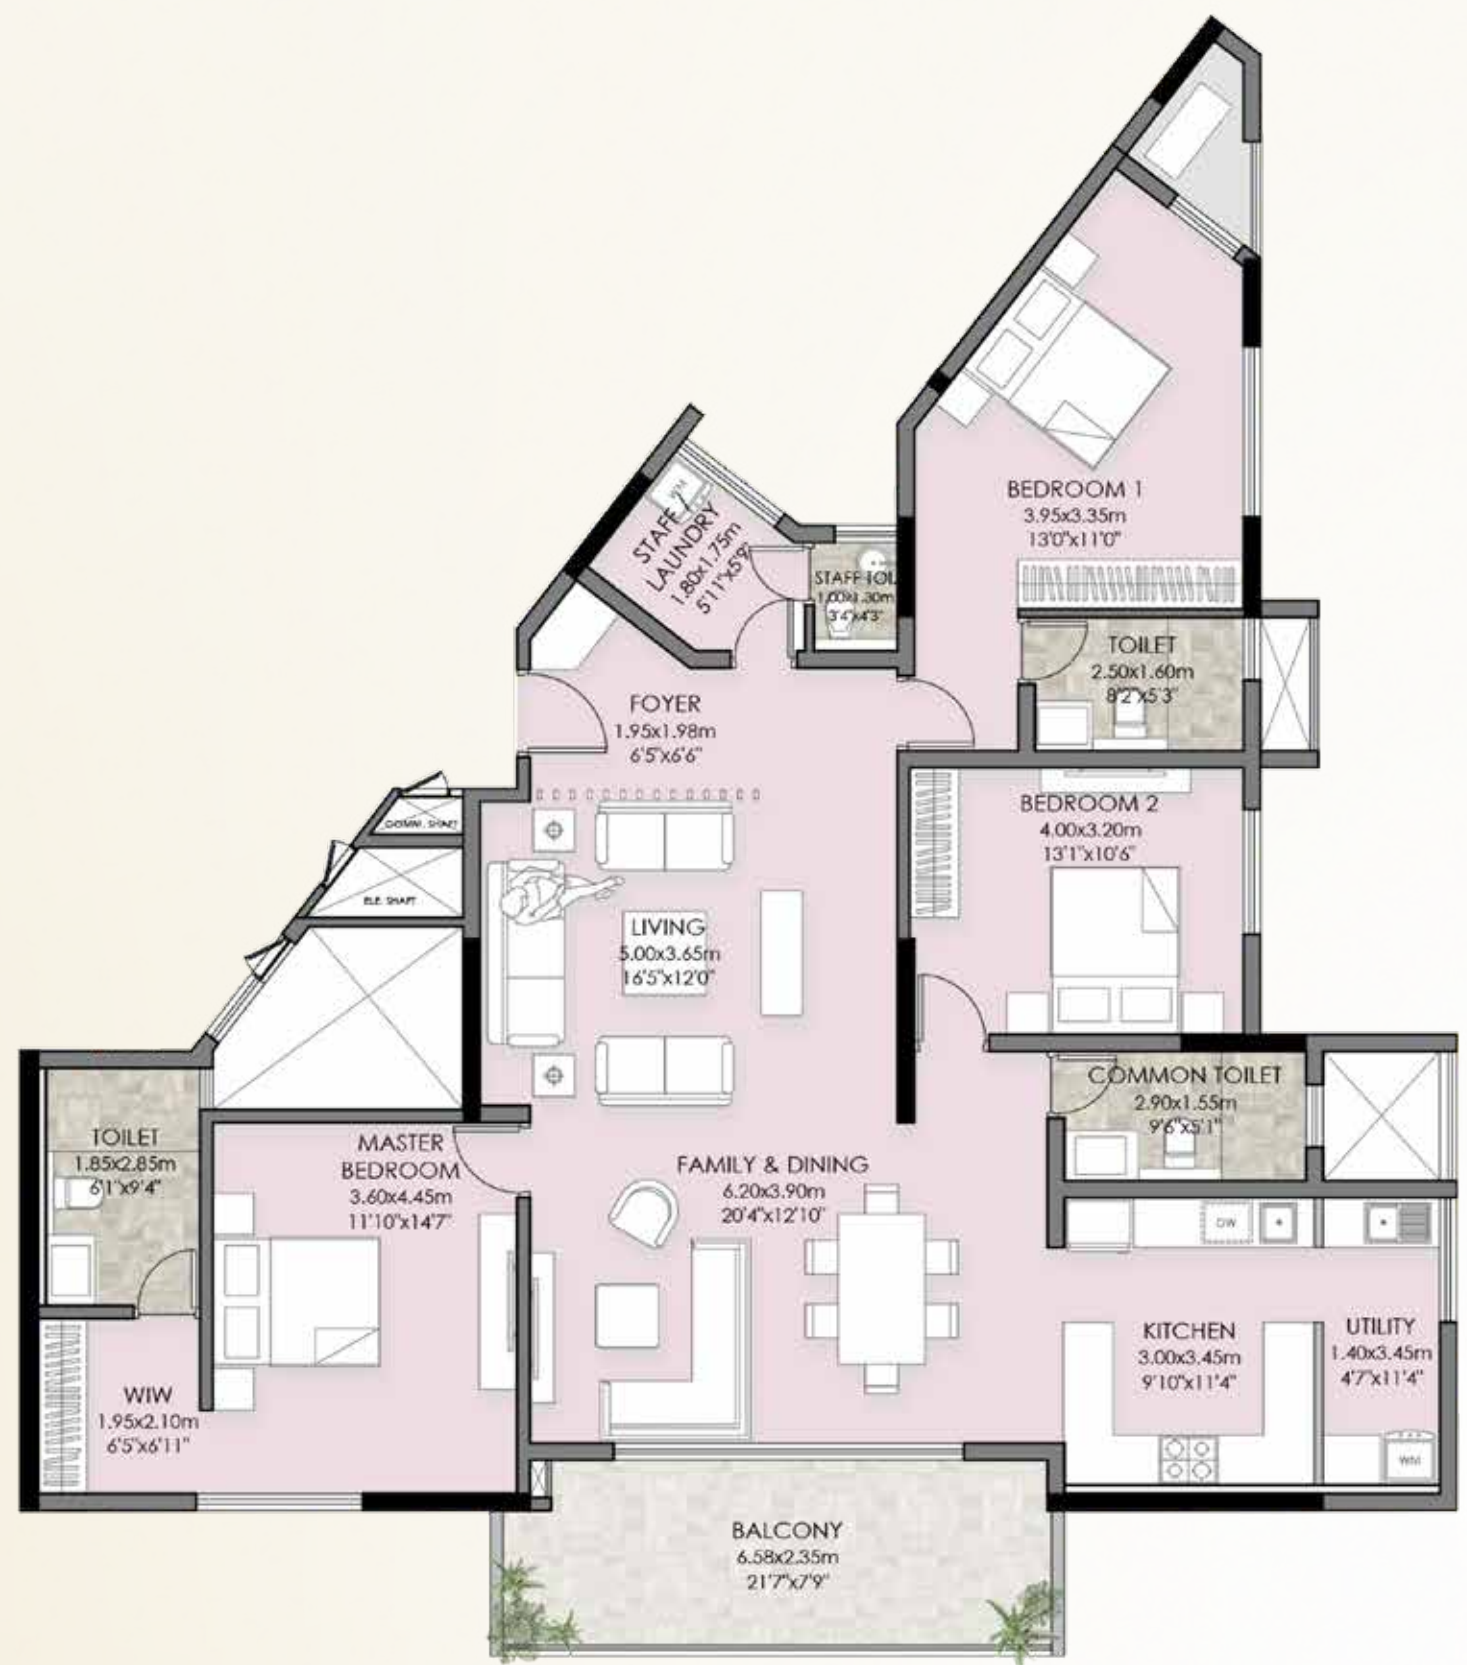 BEDROOM 1
3.95x3.35m
13'0"x11'0"
WM
STAFF /
LAUNDRY
1.80x1.75m
5'11"x5'9"
STAFF TOI.
1.00x1.30m
3'4"x4'3"
TOILET
2.50x1.60m
8'2"x5'3"
FOYER
1.95x1.98m
6'5"x6'6"
BEDROOM 2
4.00x3.20m
13'1"x10'6"
COMM. SHAFT
ELE. SHAFT
LIVING
5.00x3.65m
16'5"x12'0"
COMMON TOILET
2.90x1.55m
9'6"x5'1"
TOILET
1.85x2.85m
6'1"x9'4"
MASTER
BEDROOM
3.60x4.45m
11'10"x14'7"
FAMILY & DINING
6.20x3.90m
20'4"x12'10"
DW
KITCHEN
3.00x3.45m
9'10"x11'4"
UTILITY
1.40x3.45m
4'7"x11'4"
WIW
1.95x2.10m
6'5"x6'11"
WM
BALCONY
6.58x2.35m
21'7"x7'9"